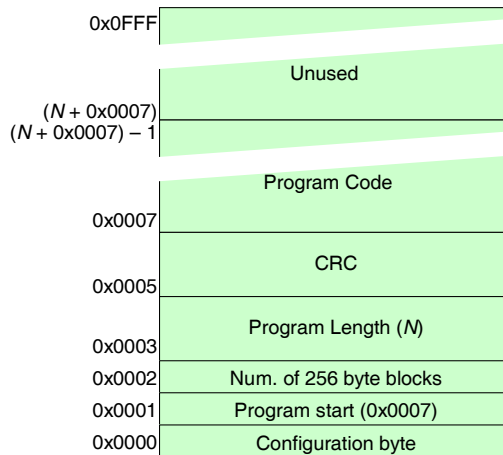 0x0FFF
Unused
(N + 0x0007)
(N + 0x0007) – 1
Program Code
0x0007
CRC
0x0005
Program Length (N)
0x0003
0x0002 Num. of 256 byte blocks
0x0001 Program start (0x0007)
0x0000 Configuration byte